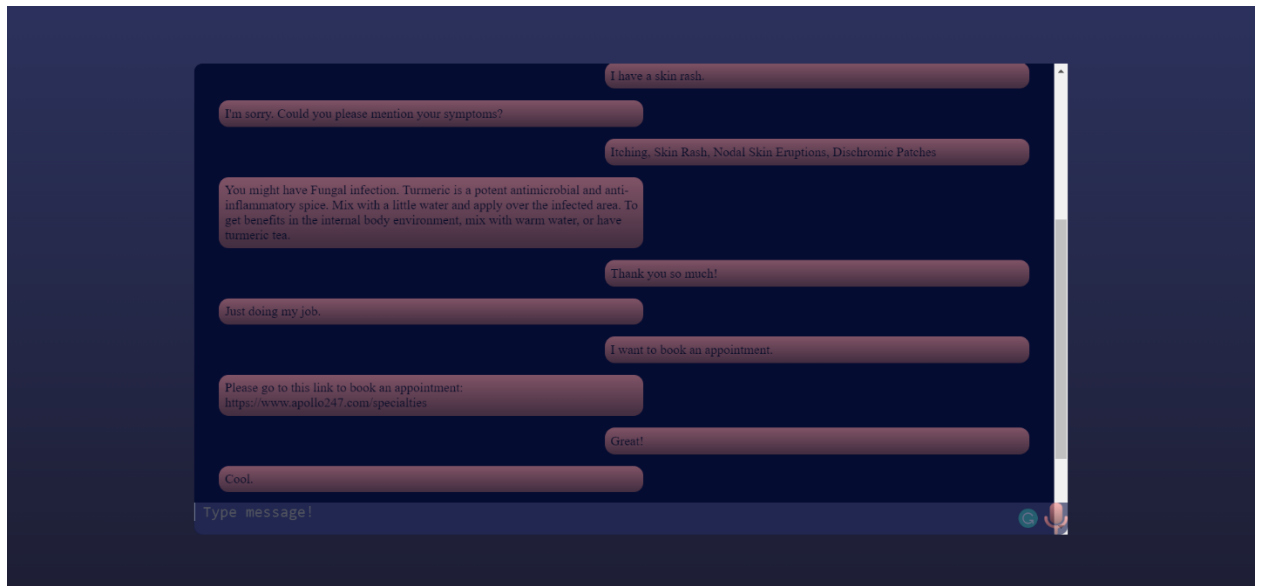 I have a skin rash.
I'm sorry. Could you please mention your symptoms?
Itching, Skin Rash, Nodal Skin Eruptions, Dischromic Patches
You might have Fungal infection. Turmeric is a potent antimicrobial and anti-
inflammatory spice. Mix with a little water and apply over the infected area. To
get benefits in the internal body environment, mix with warm water, or have
turmeric tea.
Thank you so much!
Just doing my job.
I want to book an appointment.
Please go to this link to book an appointment:
https://www.apollo247.com/specialties
Great!
Cool.
Type message!